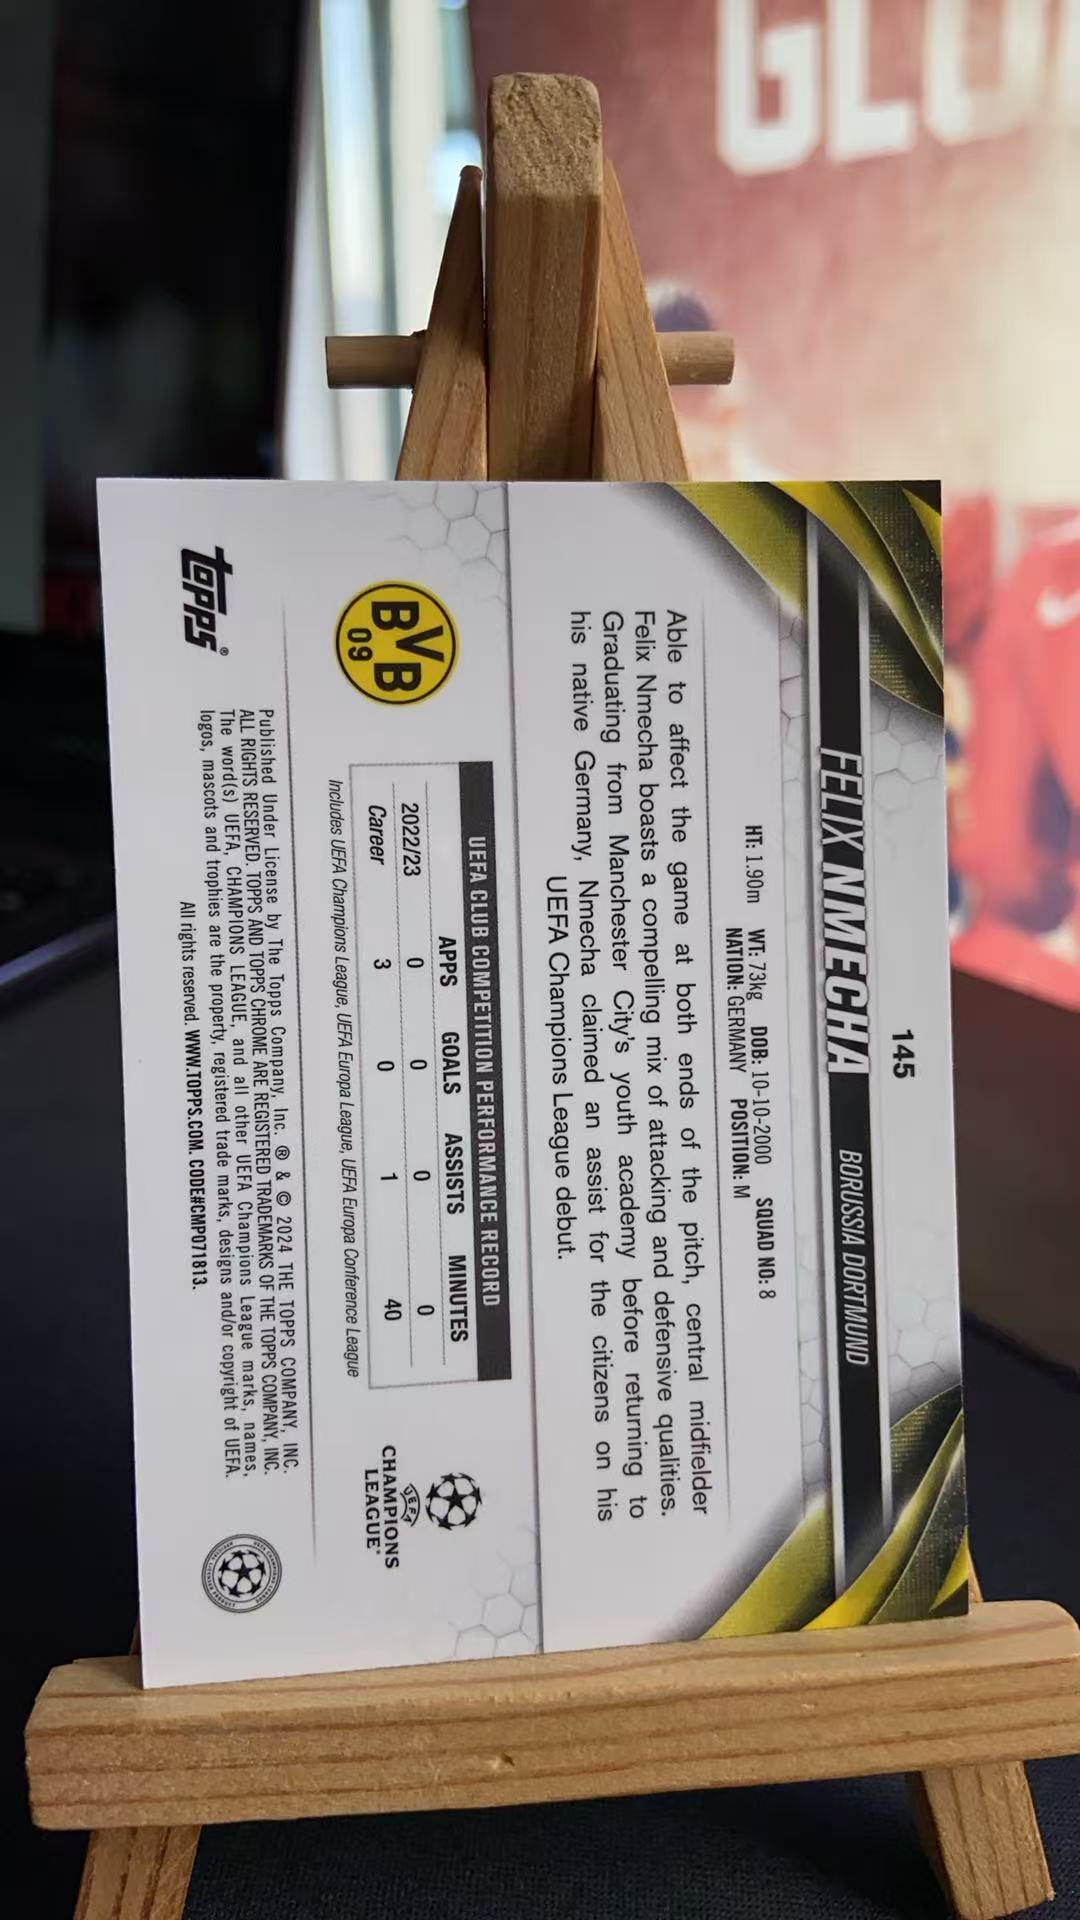 145
FELIX NMECHA BORUSSIA DORTMUND
HT: 1.90m WT: 73kg DOB: 10-10-2000 SQUAD NO: 8
NATION: GERMANY POSITION: M
Able to affect the game at both ends of the pitch, central midfielder
Felix Nmecha boasts a compelling mix of attacking and defensive qualities.
Graduating from Manchester City's youth academy before returning to
his native Germany, Nmecha claimed an assist for the citizens on his
UEFA Champions League debut.
UEFA CLUB COMPETITION PERFORMANCE RECORD
APPS GOALS ASSISTS MINUTES
2022/23 0 0 0 0
Career 3 0 1 40
Includes UEFA Champions League, UEFA Europa League, UEFA Europa Conference League
BVB
09
UEFA
CHAMPIONS
LEAGUE®
topps®
Published Under License by The Topps Company, Inc. ® & © 2024 THE TOPPS COMPANY, INC.
ALL RIGHTS RESERVED. TOPPS AND TOPPS CHROME ARE REGISTERED TRADEMARKS OF THE TOPPS COMPANY, INC.
The word(s) UEFA, CHAMPIONS LEAGUE, and all other UEFA Champions League marks, names,
logos, mascots and trophies are the property, registered trade marks, designs and/or copyright of UEFA.
All rights reserved. WWW.TOPPS.COM. CODE#CMP071813.